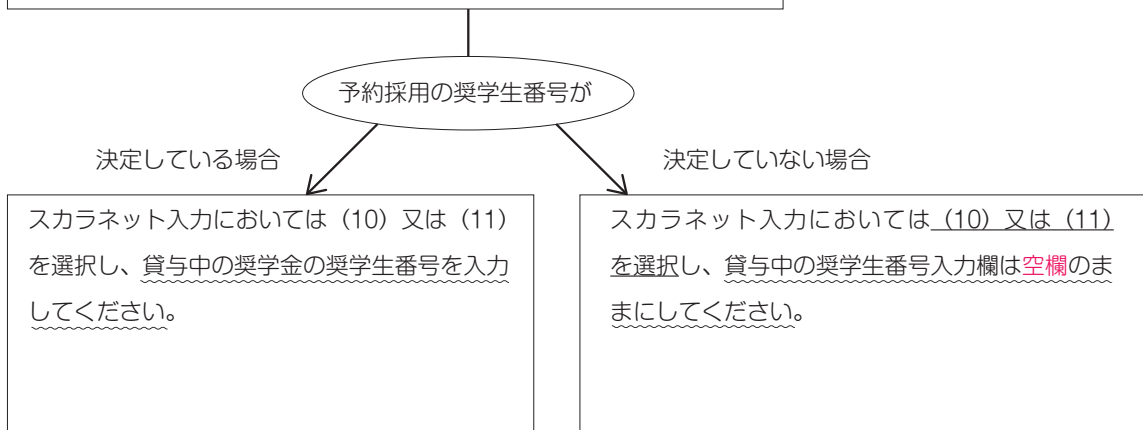 予約採用の奨学生番号が
決定している場合
決定していない場合
スカラネット入力においては（10）又は（11）
を選択し、貸与中の奨学金の奨学生番号を入力
してください。
スカラネット入力においては（10）又は（11）
を選択し、貸与中の奨学生番号入力欄は空欄のま
まにしてください。